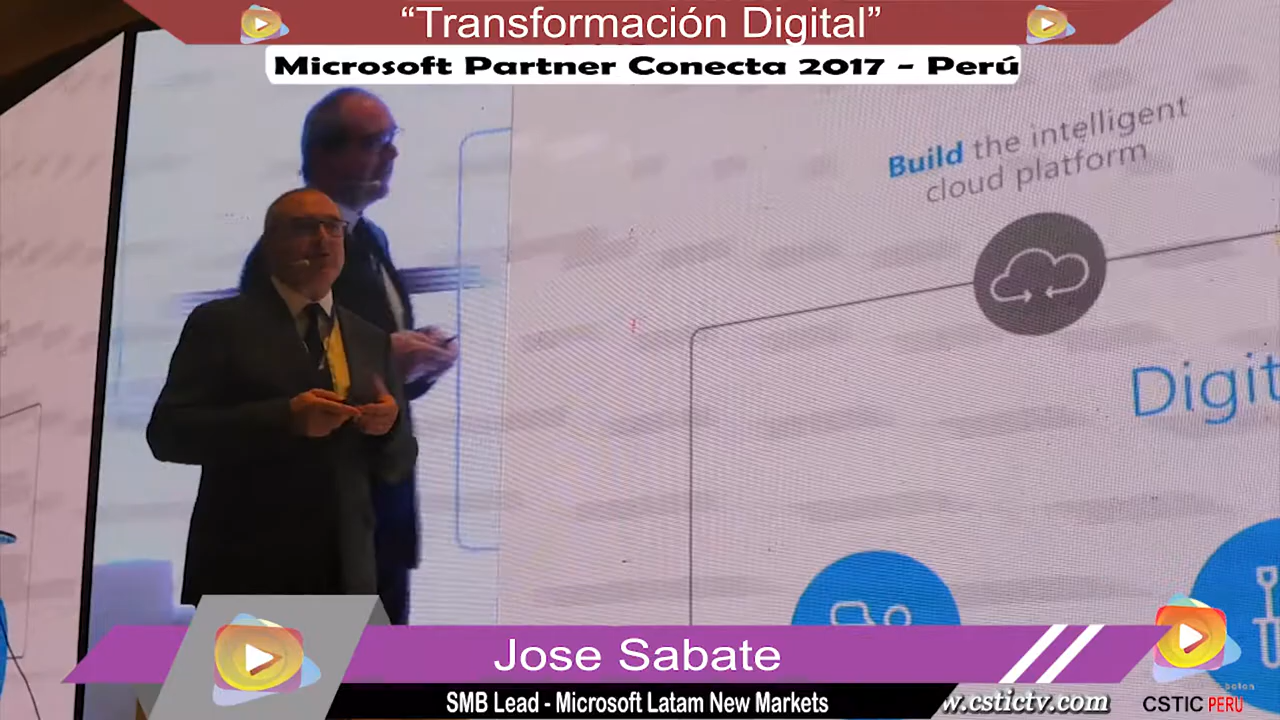 “Transformación Digital”
Microsoft Partner Conecta 2017 - Perú
Build the intelligent
cloud platform
Digit
Jose Sabate
SMB Lead - Microsoft Latam New Markets
w.cstictv.com
CSTIC PERU